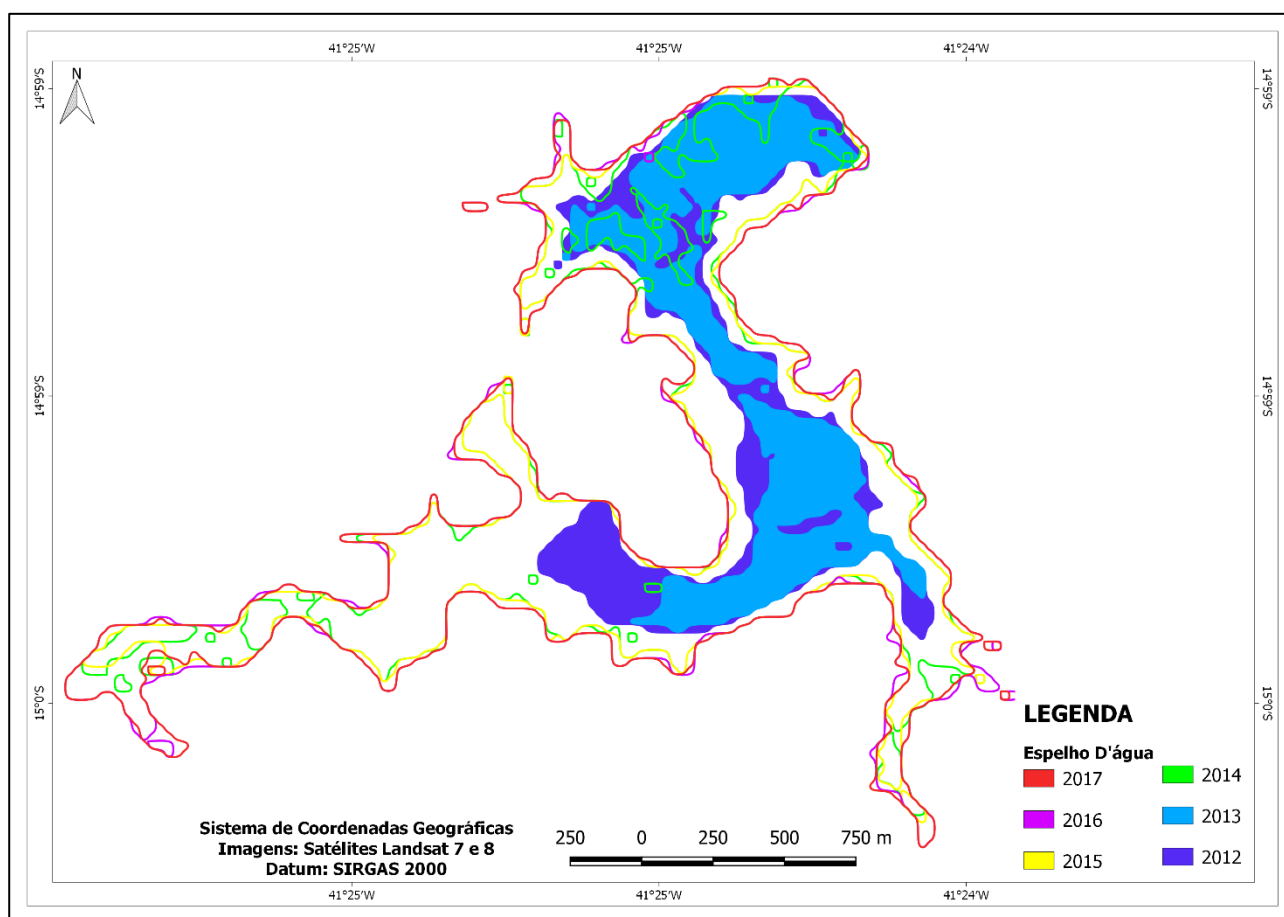 41°25'W 41°25'W 41°24'W
N
14°59'S 14°59'S
14°59'S 14°59'S
15°0'S 15°0'S
LEGENDA
Espelho D'água
2017 2014
2016 2013
2015 2012
Sistema de Coordenadas Geográficas
Imagens: Satélites Landsat 7 e 8
Datum: SIRGAS 2000
250 0 250 500 750 m
41°25'W 41°25'W 41°24'W